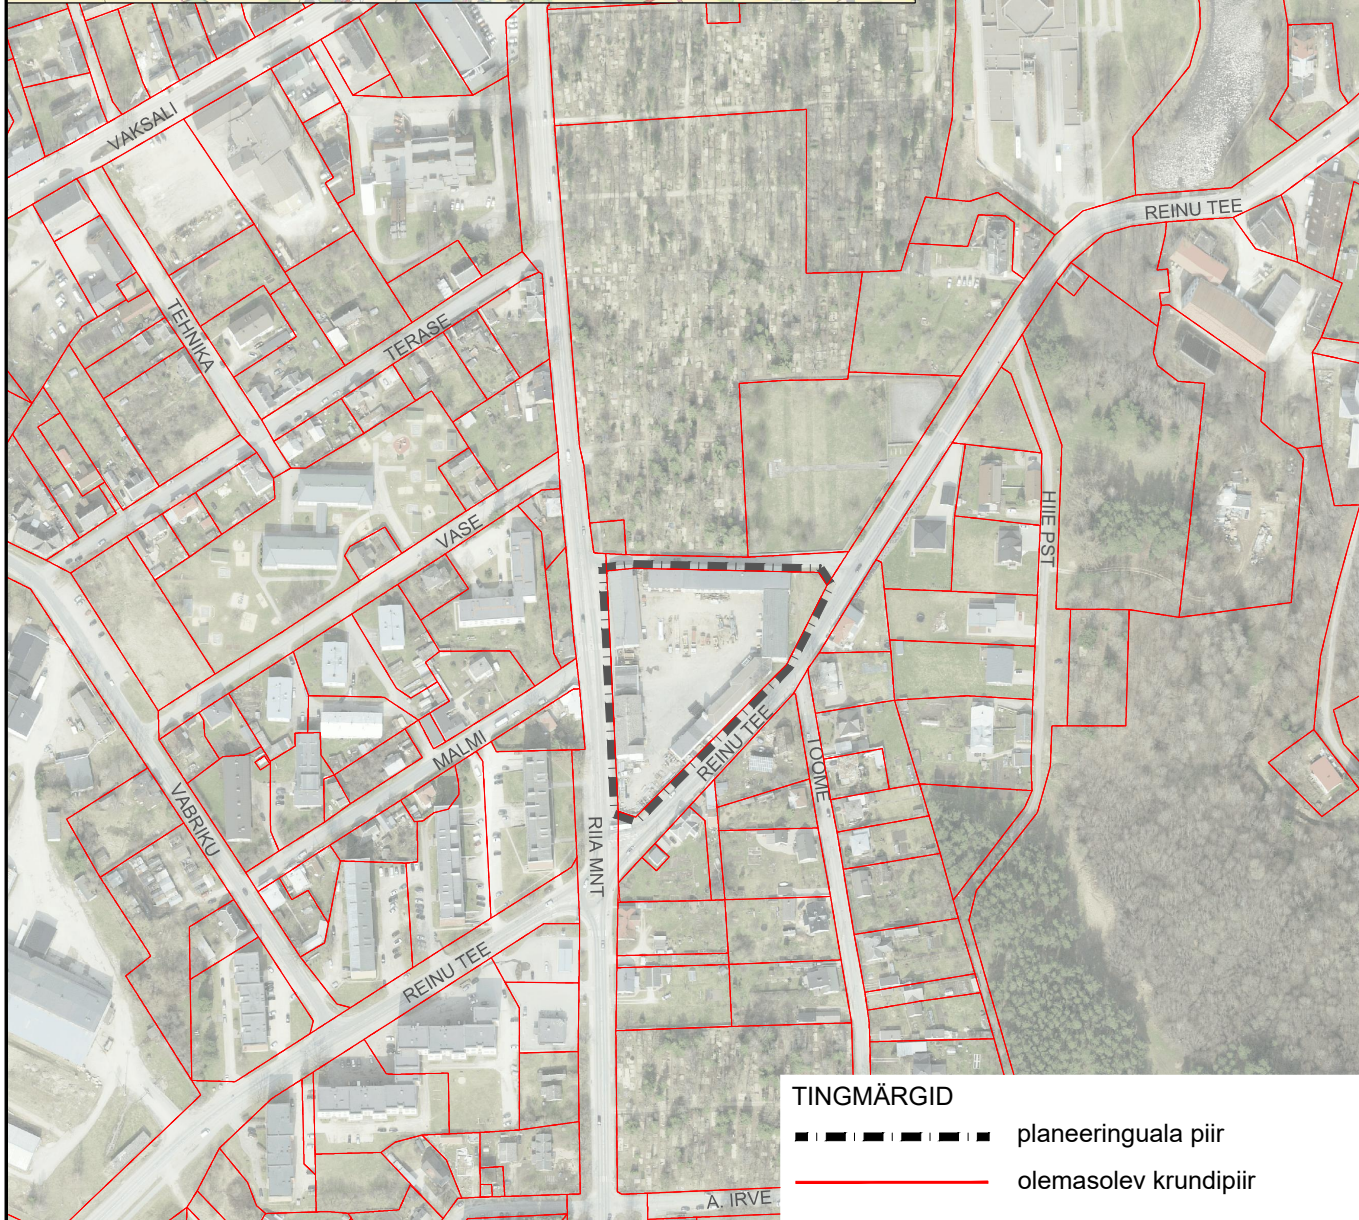 VAKSALI
REINU TEE
TEHNIKA
TERASE
VASE
HIIE PST
MALMI
REINU TEE
TOOME
VABRIKU
RIIA MNT
REINU TEE
A. IRVE
TINGMÄRGID
planeeringuala piir
olemasolev krundipiir